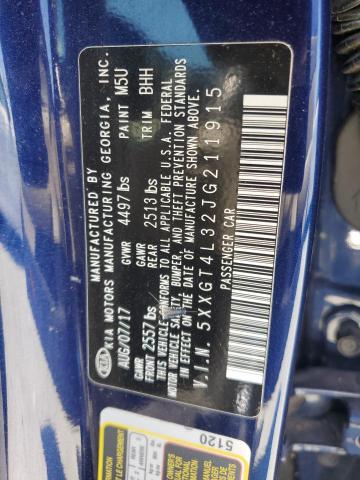 KIA
MANUFACTURED BY
KIA MOTORS MANUFACTURING GEORGIA, INC.
AUG/07/17
GVWR 4497 lbs
PAINT M5U
GAWR FRONT 2557 lbs
GAWR REAR 2513 lbs
TRIM BHH
THIS VEHICLE CONFORMS TO ALL APPLICABLE U.S.A. FEDERAL
MOTOR VEHICLE SAFETY, BUMPER, AND THEFT PREVENTION STANDARDS
IN EFFECT ON THE DATE OF MANUFACTURE SHOWN ABOVE.
V.I.N. 5XXGT4L32JG211915
PASSENGER CAR
5120